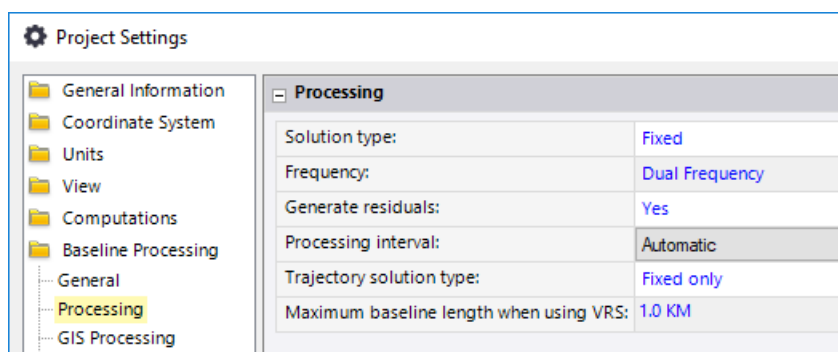 Project Settings
General Information
Coordinate System
Units
View
Computations
Baseline Processing
General
Processing
GIS Processing
Processing
Solution type: Fixed
Frequency: Dual Frequency
Generate residuals: Yes
Processing interval: Automatic
Trajectory solution type: Fixed only
Maximum baseline length when using VRS: 1.0 KM